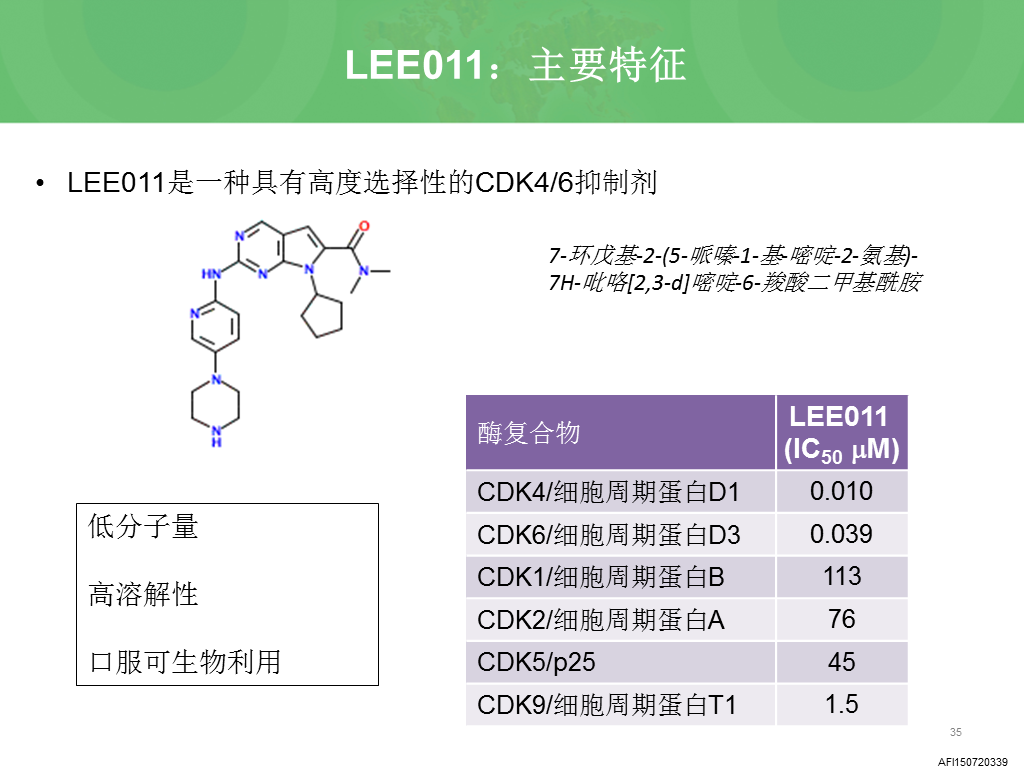 LEE011：主要特征
• LEE011是一种具有高度选择性的CDK4/6抑制剂
N
N
N
HN
N
O
N
N
N
H
7-环戊基-2-(5-哌嗪-1-基-嘧啶-2-氨基)-
7H-吡咯[2,3-d]嘧啶-6-羧酸二甲基酰胺
低分子量
高溶解性
口服可生物利用
酶复合物 LEE011 (IC50 μM)
CDK4/细胞周期蛋白D1 0.010
CDK6/细胞周期蛋白D3 0.039
CDK1/细胞周期蛋白B 113
CDK2/细胞周期蛋白A 76
CDK5/p25 45
CDK9/细胞周期蛋白T1 1.5
35
AFI150720339